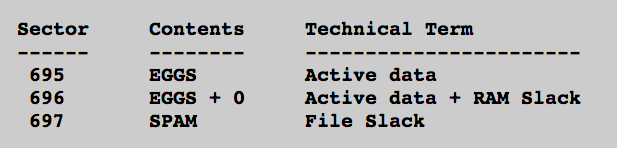 Sector Contents Technical Term
------ -------- -----------------------
695 EGGS Active data
696 EGGS + 0 Active data + RAM Slack
697 SPAM File Slack